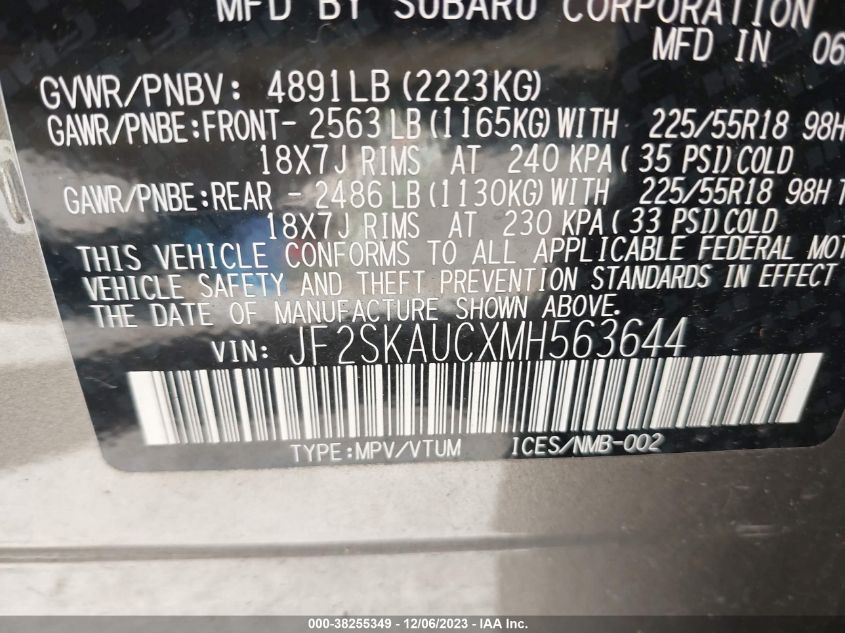 MFD BY SUBARU CORPORATION
MFD IN 06
GVWR/PNBV: 4891LB (2223KG)
GAWR/PNBE:FRONT- 2563 LB(1165KG)WITH 225/55R18 98H
18X7J RIMS AT 240 KPA( 35 PSI)COLD
GAWR/PNBE:REAR - 2486 LB(1130KG)WITH 225/55R18 98H T
18X7J RIMS AT 230 KPA( 33 PSI)COLD
THIS VEHICLE CONFORMS TO ALL APPLICABLE FEDERAL MOT
VEHICLE SAFETY AND THEFT PREVENTION STANDARDS IN EFFECT
THE DATE OF MANUFACTURE SHOWN ABOVE.
VIN: JF2SKAUCXMH563644
TYPE:MPV/VTUM ICES/NMB-002
000-38255349 - 12/06/2023 - IAA Inc.